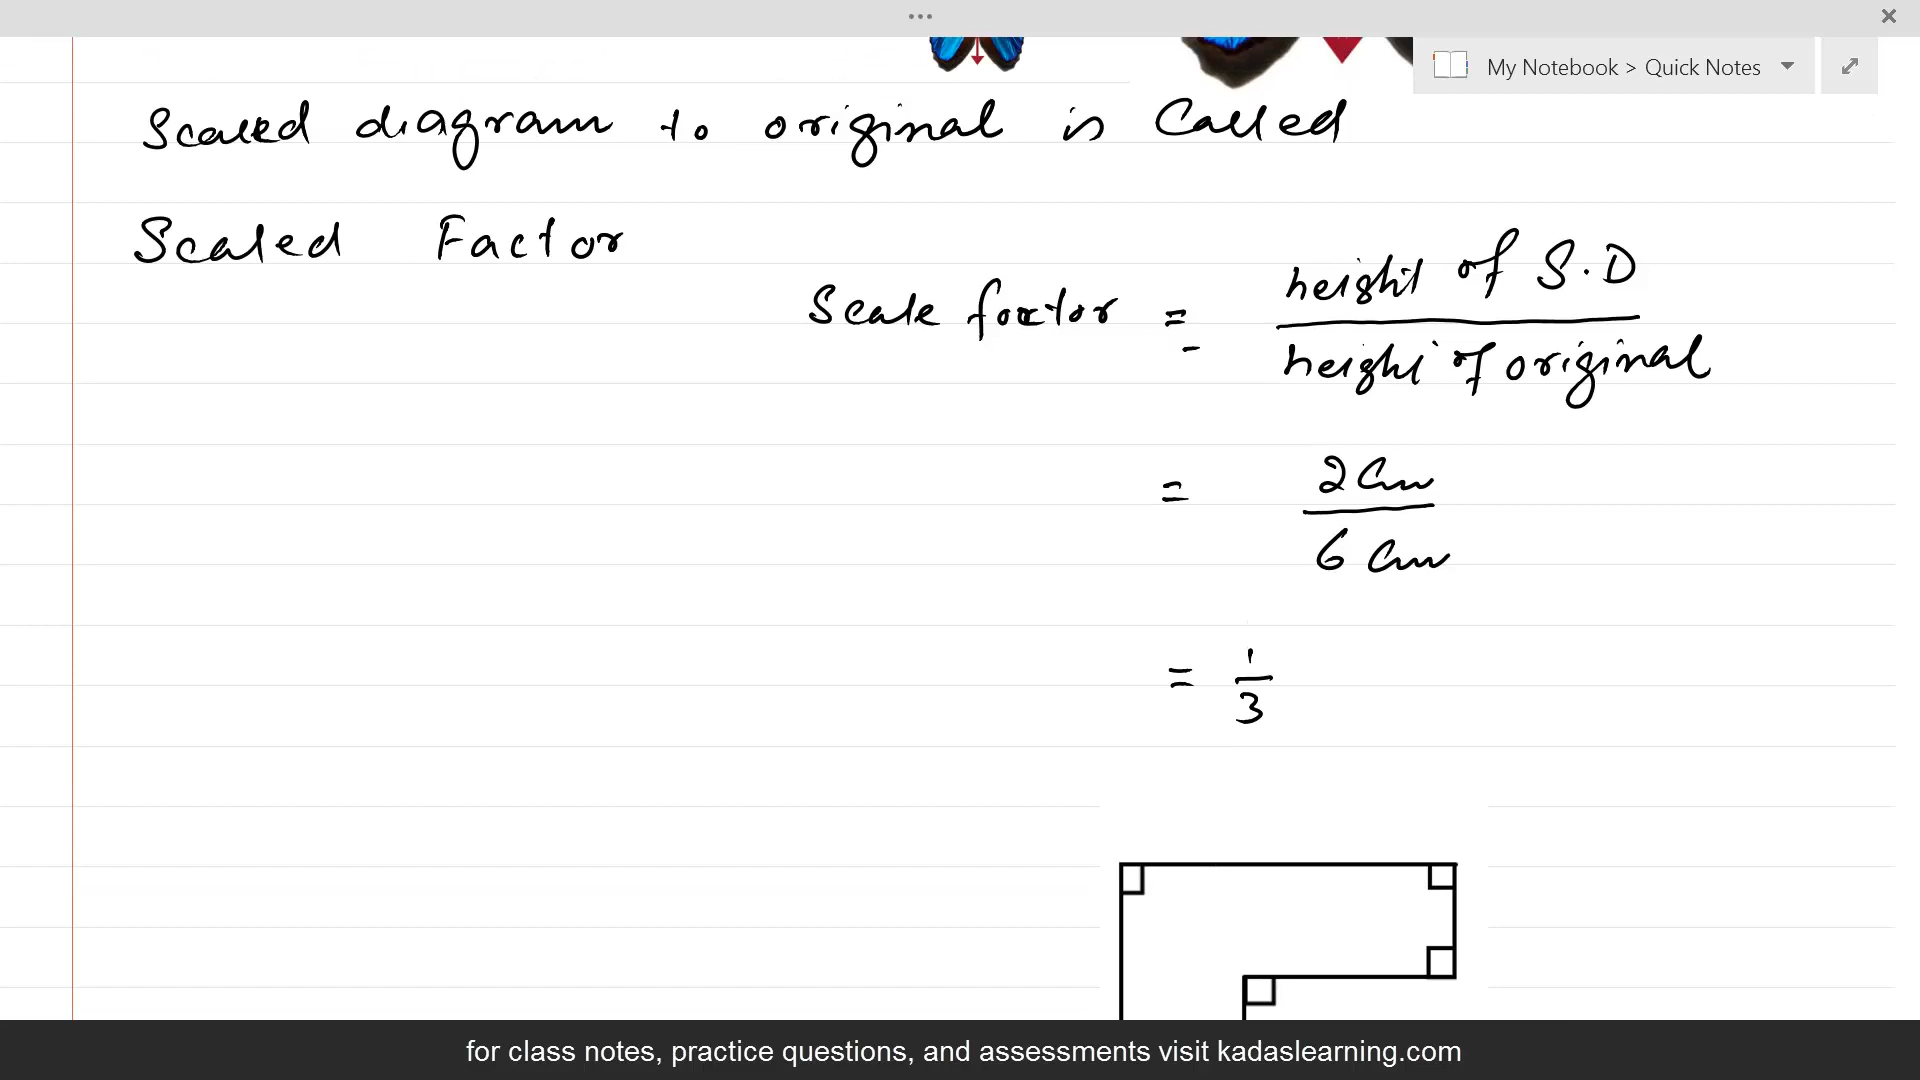 My Notebook > Quick Notes
Scaled diagram to original is Called
Scaled Factor
Scale factor = height of S.D
height of original
= 2 Cm
6 Cm
= 1
3
for class notes, practice questions, and assessments visit kadaslearning.com